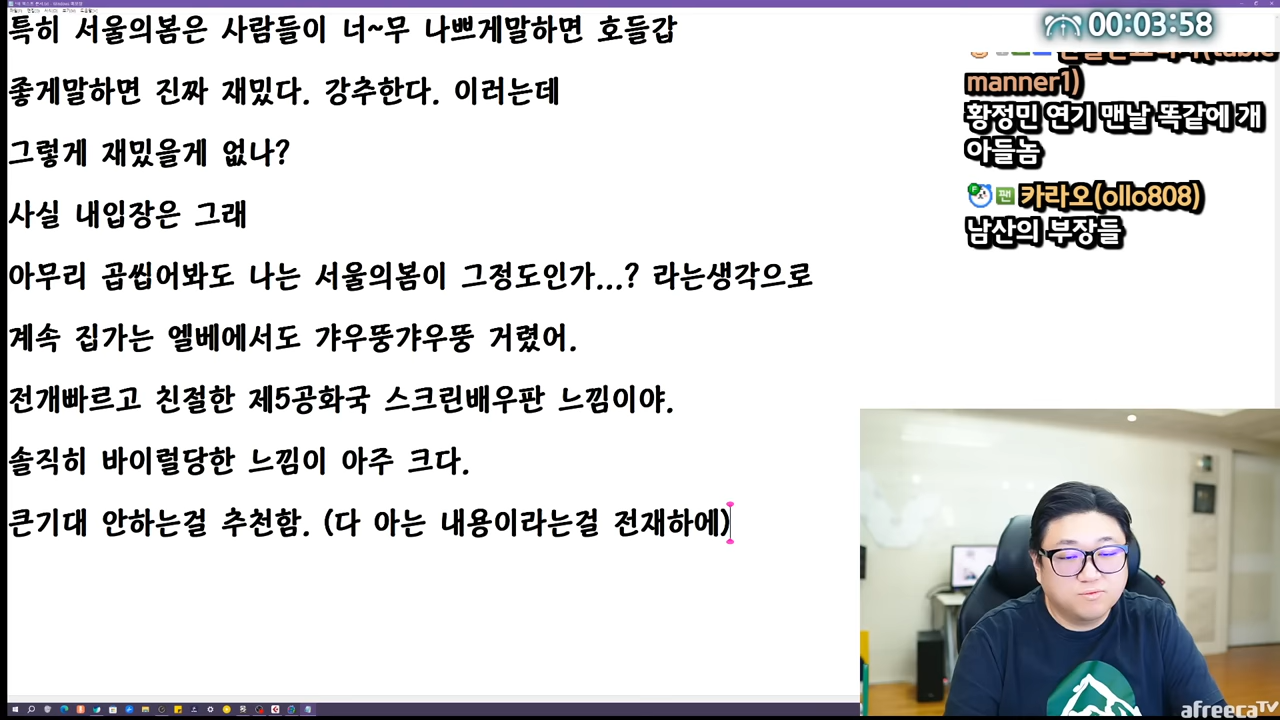 특히 서울의봄은 사람들이 너~무 나쁘게말하면 호들갑
좋게말하면 진짜 재밌다. 강추한다. 이러는데
그렇게 재밌을게 없나?
사실 내입장은 그래
아무리 곱씹어봐도 나는 서울의봄이 그정도인가...? 라는생각으로
계속 집가는 엘베에서도 갸우뚱갸우뚱 거렸어.
전개빠르고 친절한 제5공화국 스크린배우판 느낌이야.
솔직히 바이럴당한 느낌이 아주 크다.
큰기대 안하는걸 추천함. (다 아는 내용이라는걸 전재하에)
00:03:58
manner1)
황정민 연기 맨날 똑같에 개
아들놈
팬 카라오(ollo808)
남산의 부장들
afreecaTV